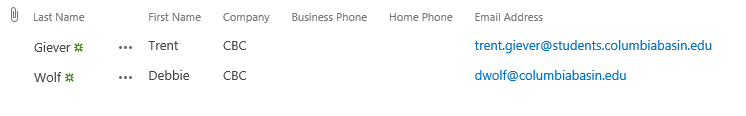 Last Name First Name Company Business Phone Home Phone Email Address
Giever ... Trent CBC trent.giever@students.columbiabasin.edu
Wolf ... Debbie CBC dwolf@columbiabasin.edu